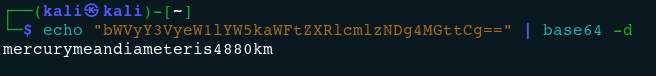 ┌──(kali㉿kali)-[~]
└─$ echo "bWVyY3VyeW1lYW5kaWFtZXRlcmlzNDg4MGttCg==" | base64 -d
mercurymeandiameteris4880km